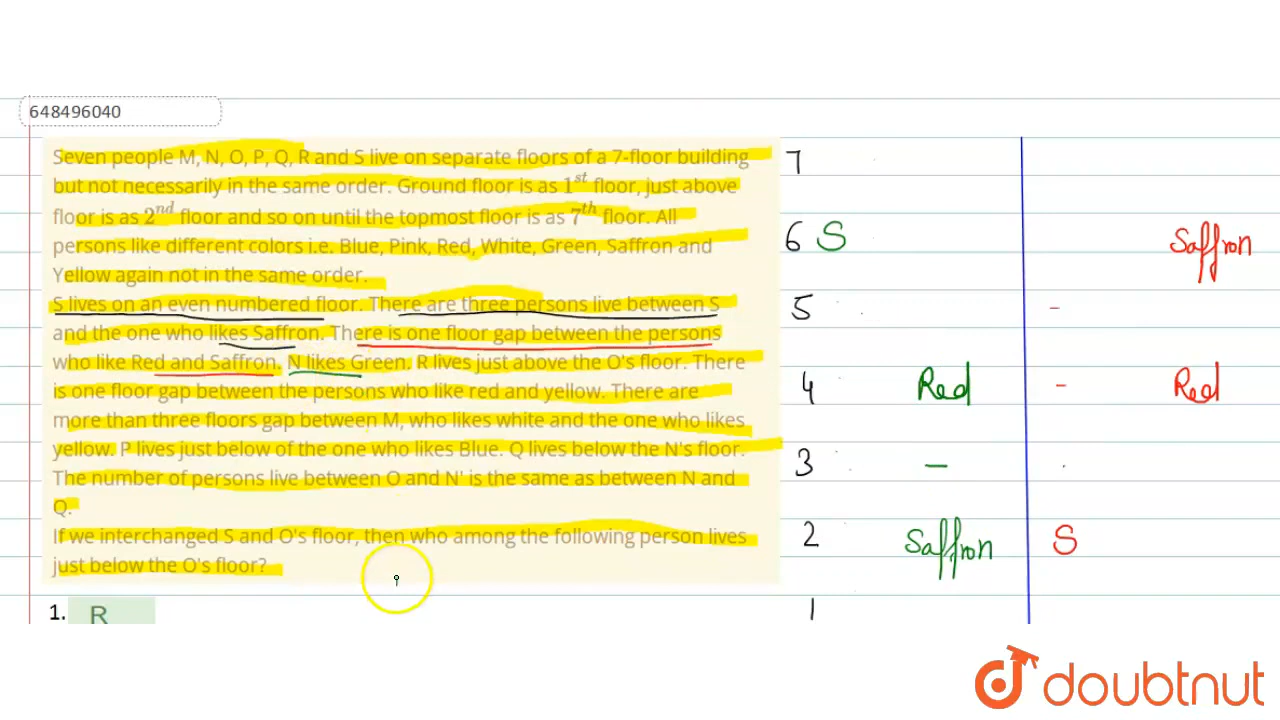 648496040
Seven people M, N, O, P, Q, R and S live on separate floors of a 7-floor building
but not necessarily in the same order. Ground floor is as 1st floor, just above
floor is as 2nd floor and so on until the topmost floor is as 7th floor. All
persons like different colors i.e. Blue, Pink, Red, White, Green, Saffron and
Yellow again not in the same order.
S lives on an even numbered floor. There are three persons live between S
and the one who likes Saffron. There is one floor gap between the persons
who like Red and Saffron. N likes Green. R lives just above the O's floor. There
is one floor gap between the persons who like red and yellow. There are
more than three floors gap between M, who likes white and the one who likes
yellow. P lives just below of the one who likes Blue. Q lives below the N's floor.
The number of persons live between O and N' is the same as between N and
Q.
If we interchanged S and O's floor, then who among the following person lives
just below the O's floor?
1. R
7
6 S Saffron
5 -
4 Red - Red
3 -
2 Saffron S
1
doubtnut